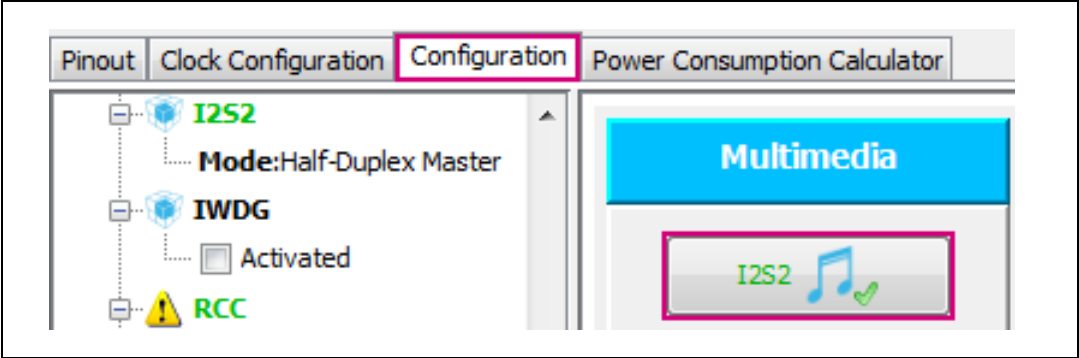 Pinout Clock Configuration Configuration Power Consumption Calculator
I2S2
Mode:Half-Duplex Master
IWDG
Activated
RCC
Multimedia
I2S2